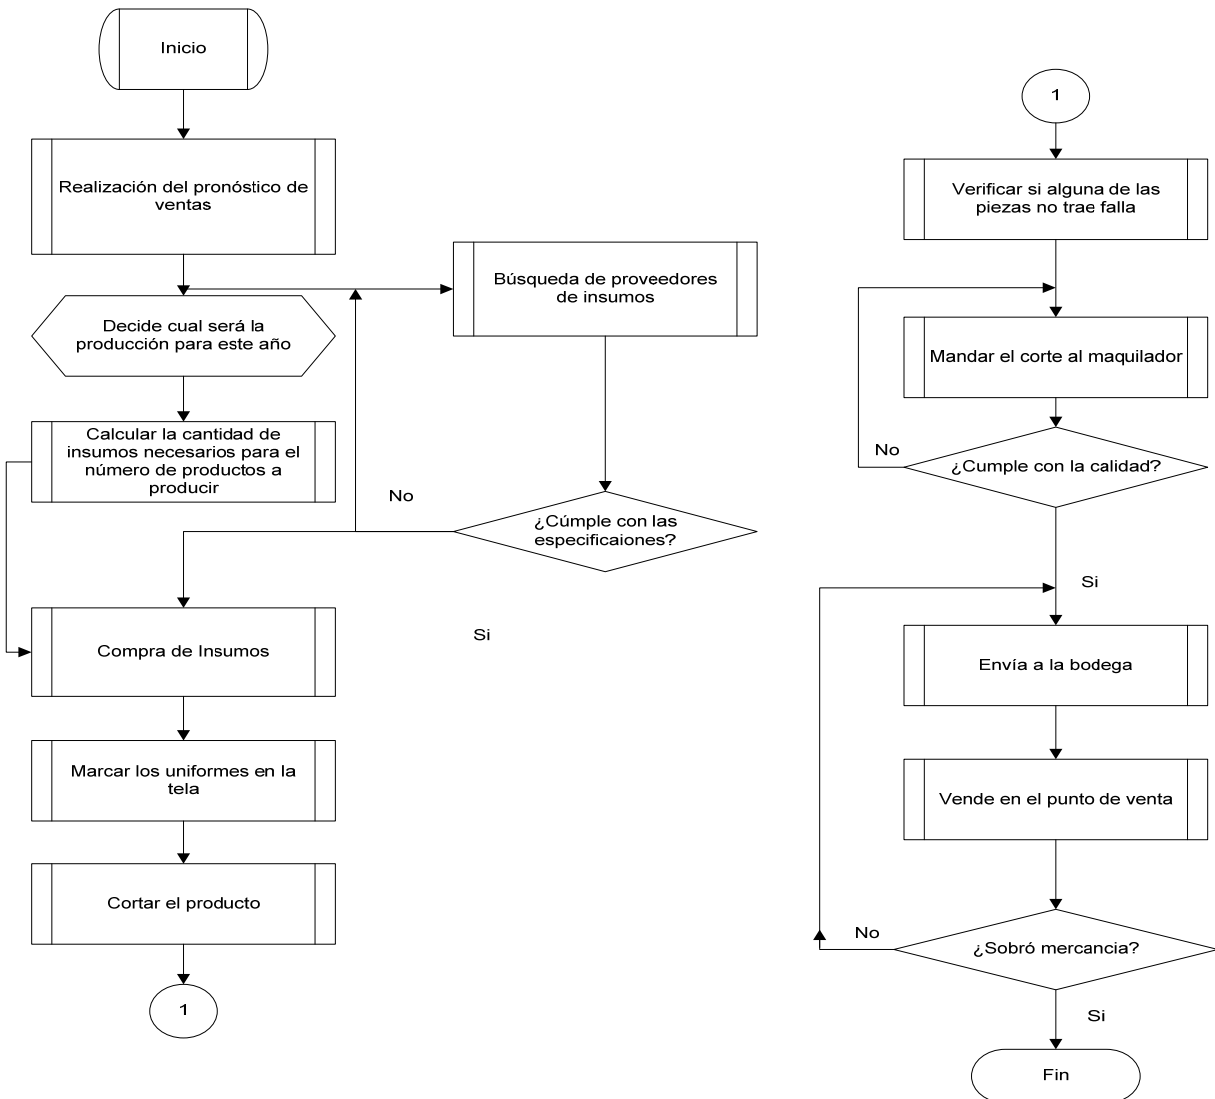 Inicio
Realización del pronóstico de
ventas
Decide cual será la
producción para este año
Calcular la cantidad de
insumos necesarios para el
número de productos a
producir
Búsqueda de proveedores
de insumos
No
¿Cúmple con las
especificaiones?
Si
Compra de Insumos
Marcar los uniformes en la
tela
Cortar el producto
1
1
Verificar si alguna de las
piezas no trae falla
Mandar el corte al maquilador
No
¿Cumple con la calidad?
Si
Envía a la bodega
Vende en el punto de venta
No
¿Sobró mercancia?
Si
Fin